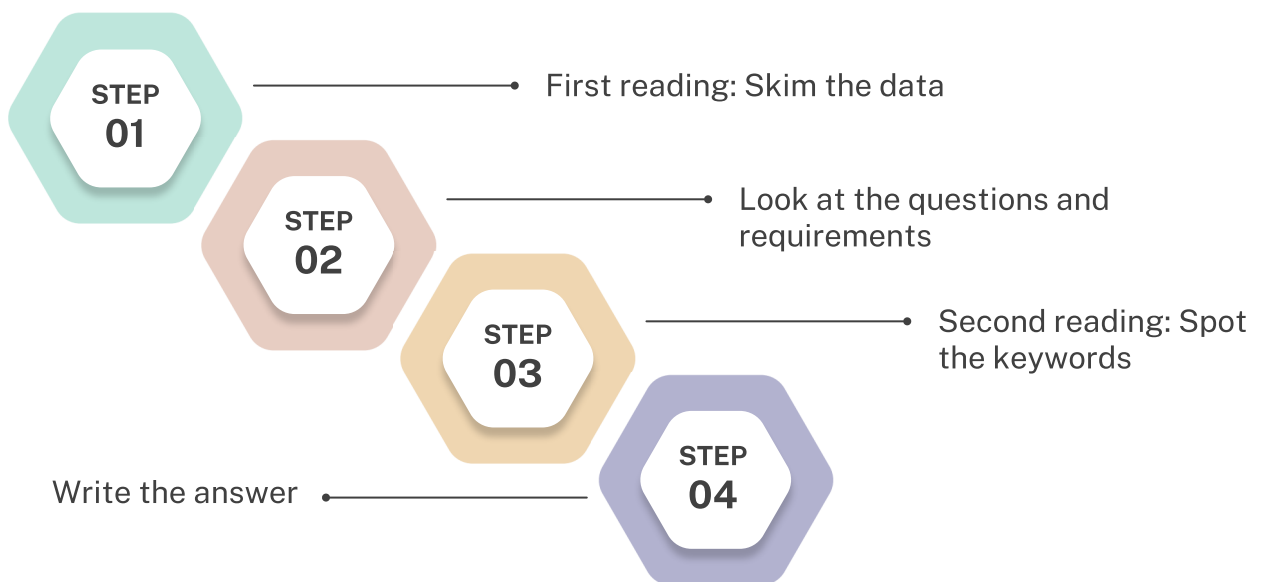 STEP
01
First reading: Skim the data
STEP
02
Look at the questions and
requirements
STEP
03
Second reading: Spot
the keywords
STEP
04
Write the answer